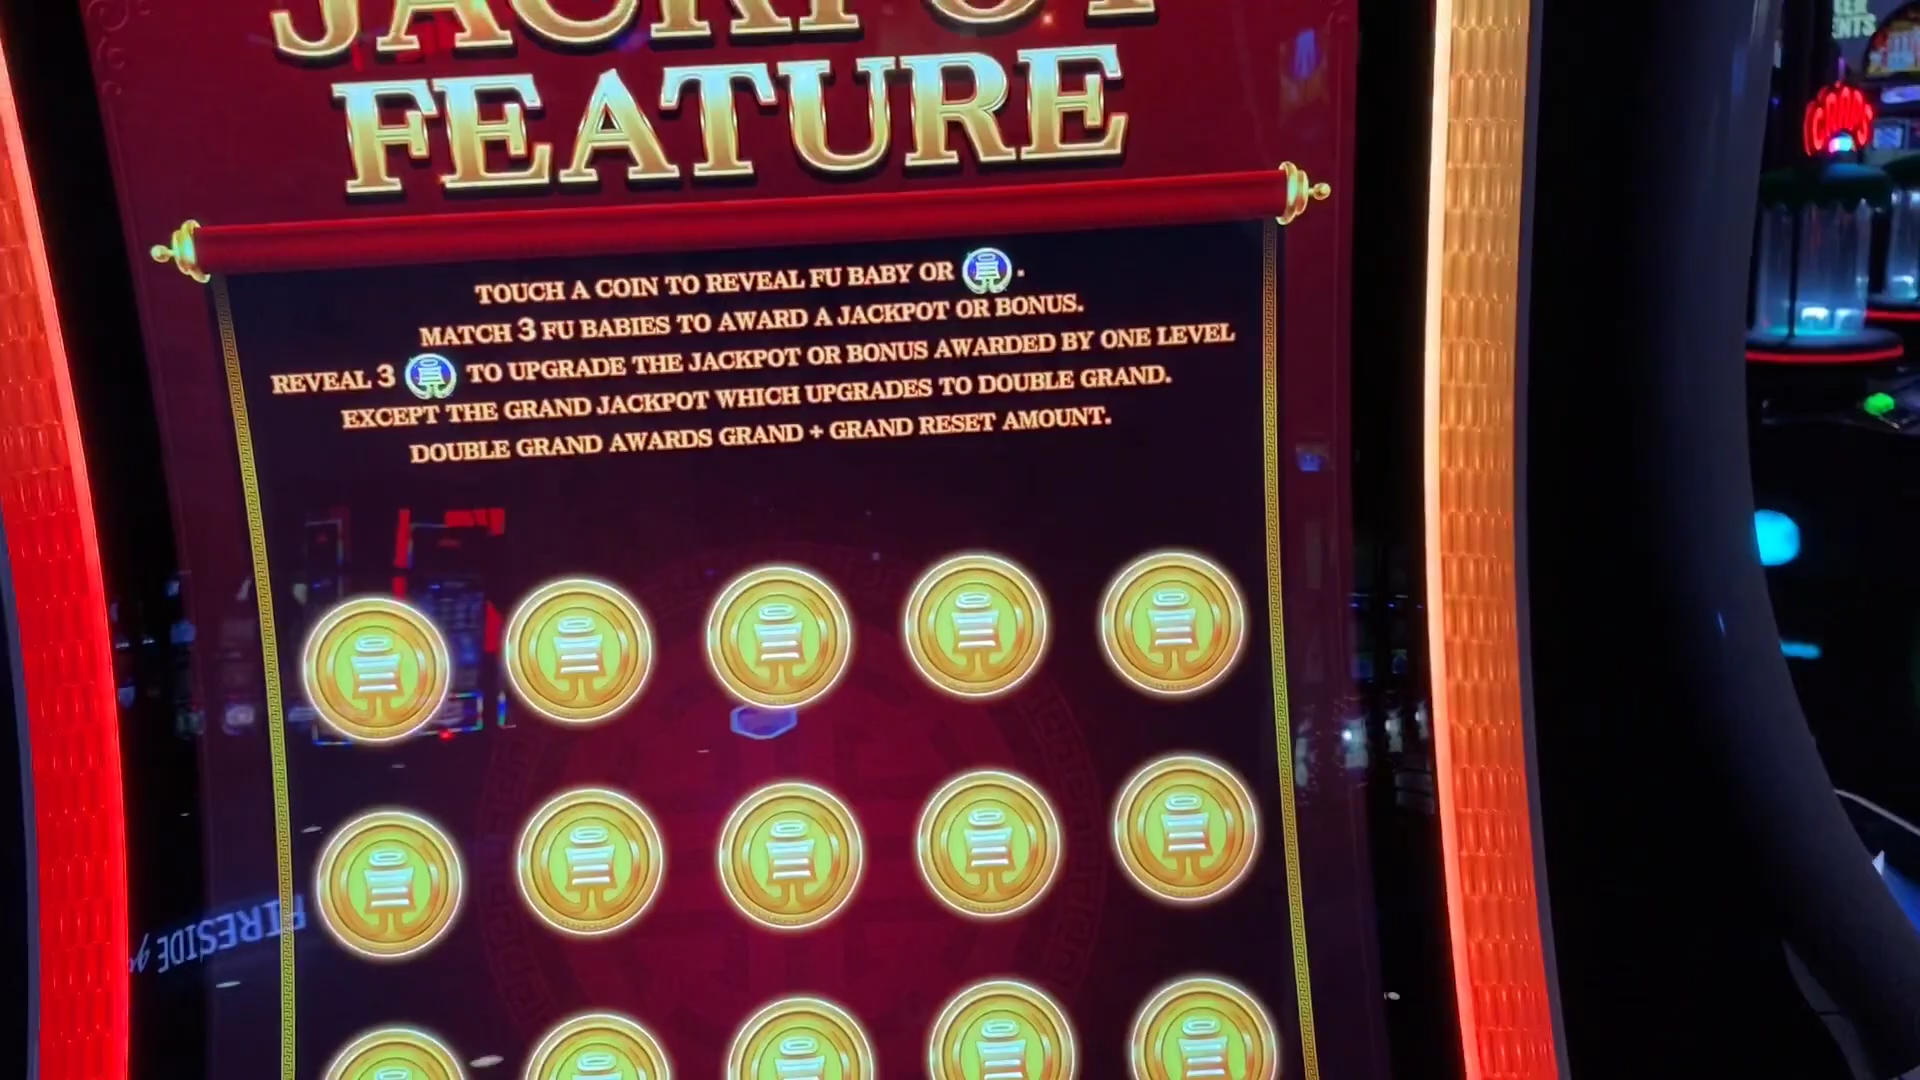 JACKPOT
FEATURE
TOUCH A COIN TO REVEAL FU BABY OR .
MATCH 3 FU BABIES TO AWARD A JACKPOT OR BONUS.
REVEAL 3 TO UPGRADE THE JACKPOT OR BONUS AWARDED BY ONE LEVEL
EXCEPT THE GRAND JACKPOT WHICH UPGRADES TO DOUBLE GRAND.
DOUBLE GRAND AWARDS GRAND + GRAND RESET AMOUNT.
FIRESIDE